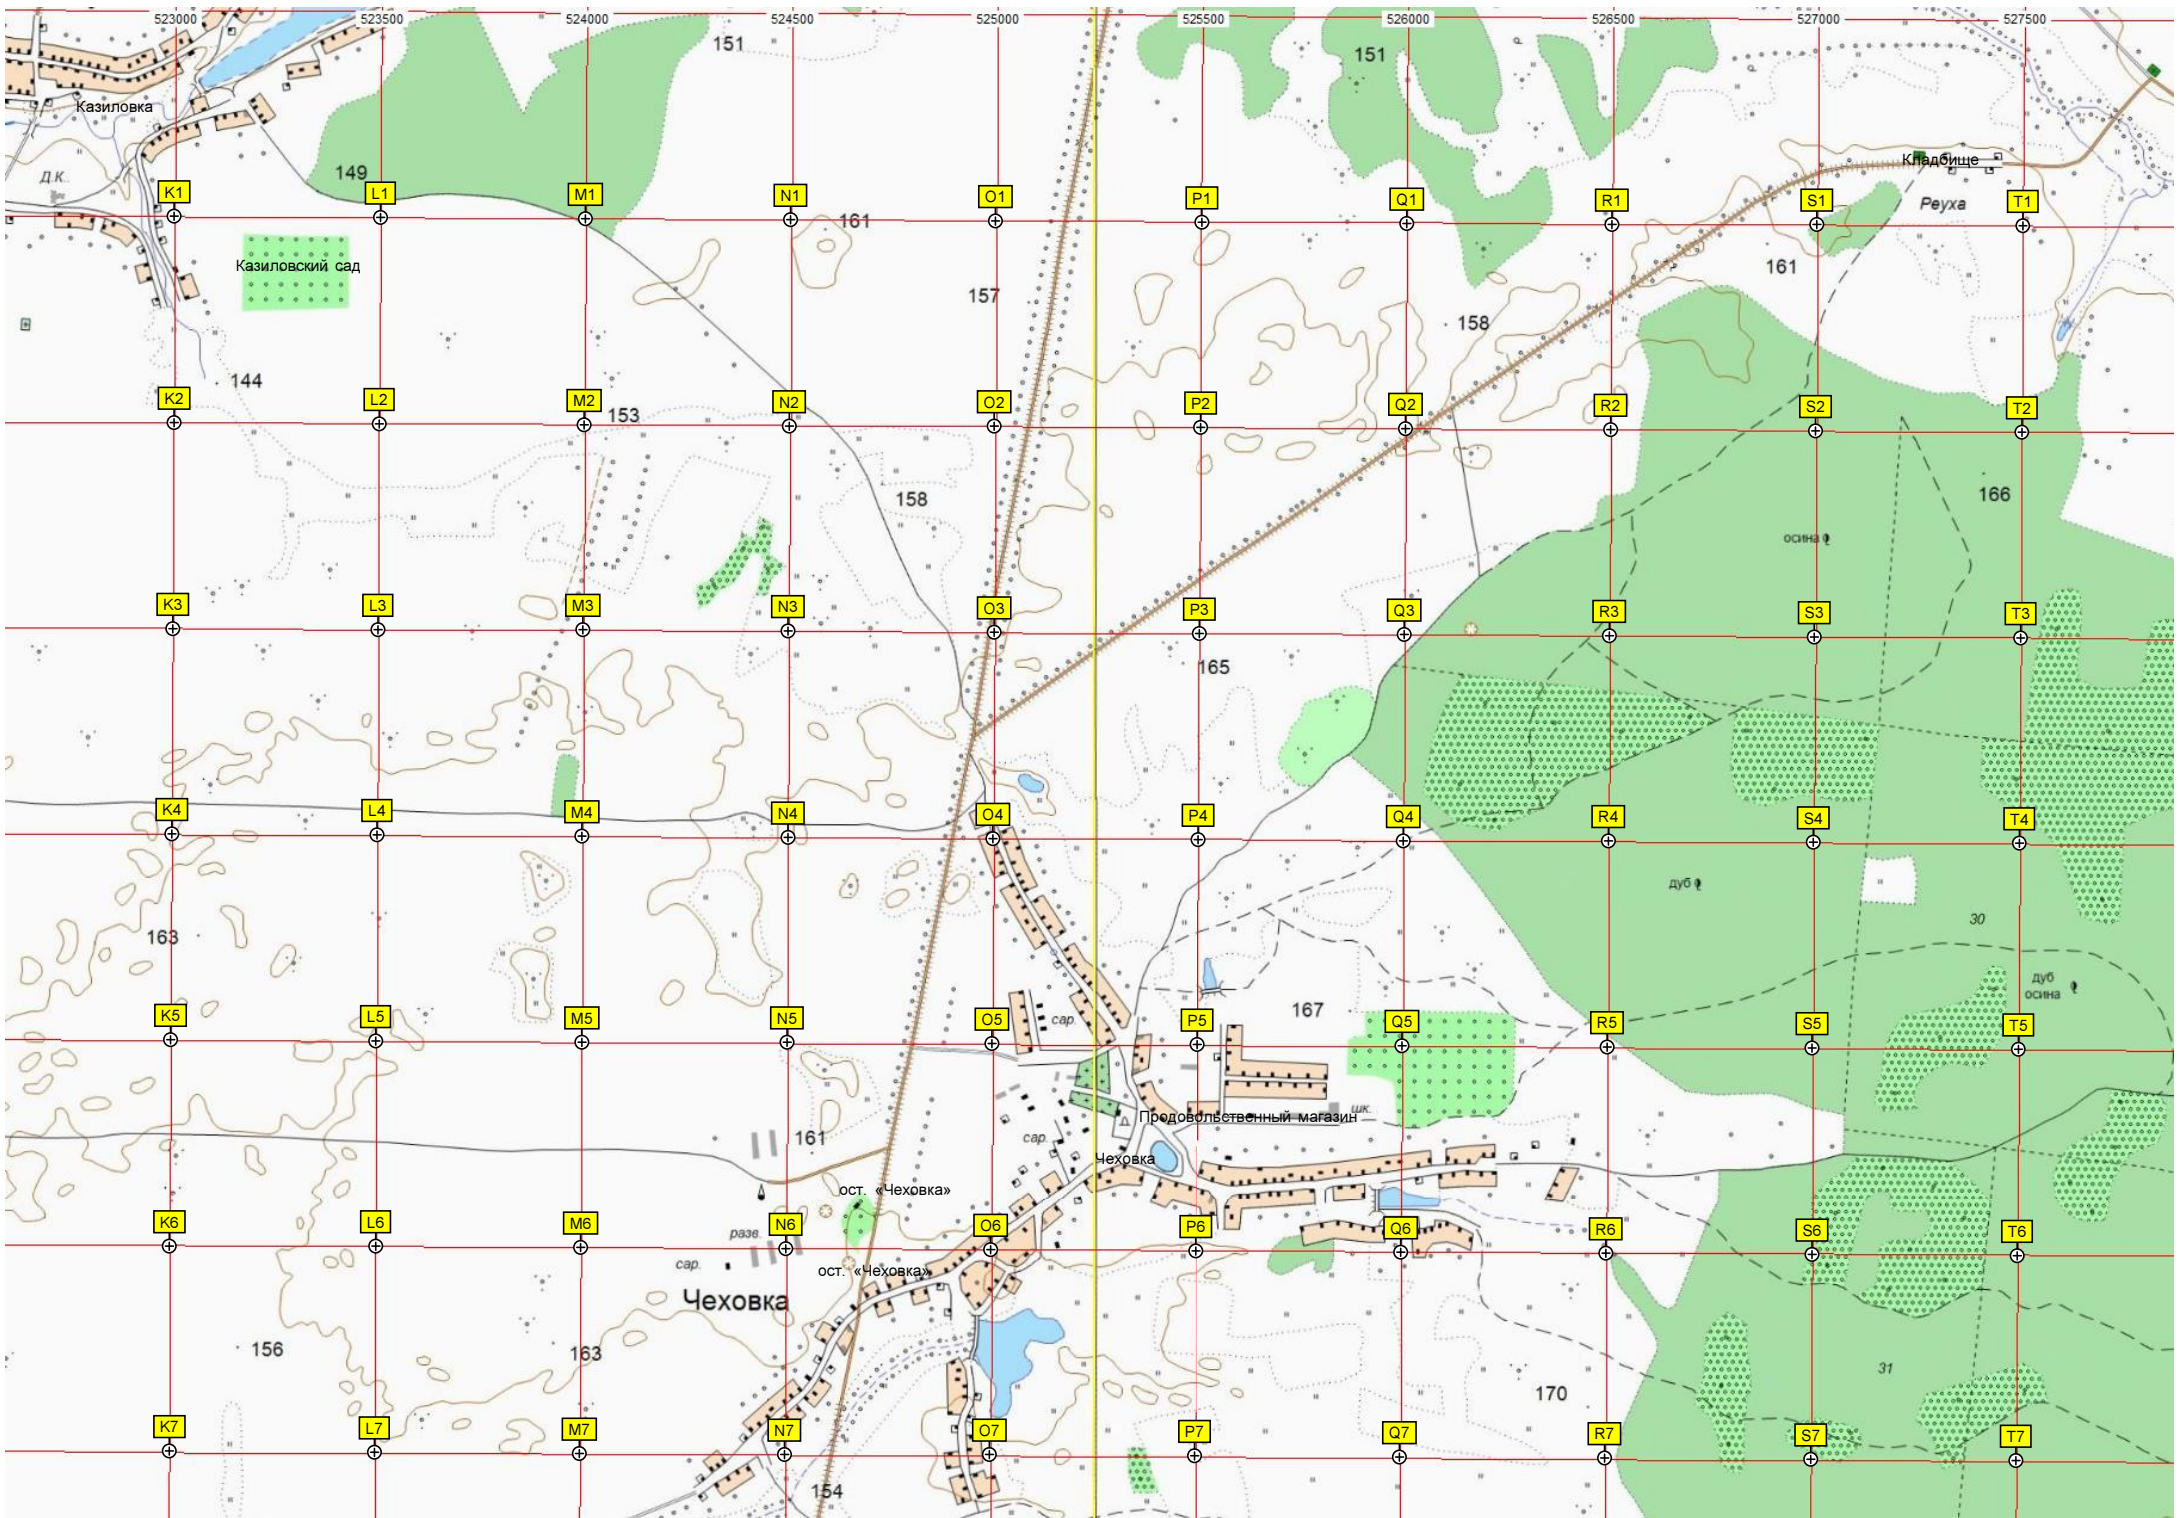 523000 523500 524000 524500 525000 525500 526000 526500 527000 527500
151 151
Казиловка
149
Д.К.
Кладбище
Реуха
K1 L1 M1 N1 O1 P1 Q1 R1 S1 T1
161
Казиловский сад
161
157
158
144
K2 L2 M2 N2 O2 P2 Q2 R2 S2 T2
153
158
166
осина
K3 L3 M3 N3 O3 P3 Q3 R3 S3 T3
165
K4 L4 M4 N4 O4 P4 Q4 R4 S4 T4
дуб
30
163
дуб
осина
167
K5 L5 M5 N5 O5 P5 Q5 R5 S5 T5
сар.
шк.
Продовольственный магазин
161
сар.
Чеховка
ост. «Чеховка»
K6 L6 M6 N6 O6 P6 Q6 R6 S6 T6
разв.
сар.
ост. «Чеховка»
Чеховка
156
163
31
170
K7 L7 M7 N7 O7 P7 Q7 R7 S7 T7
154